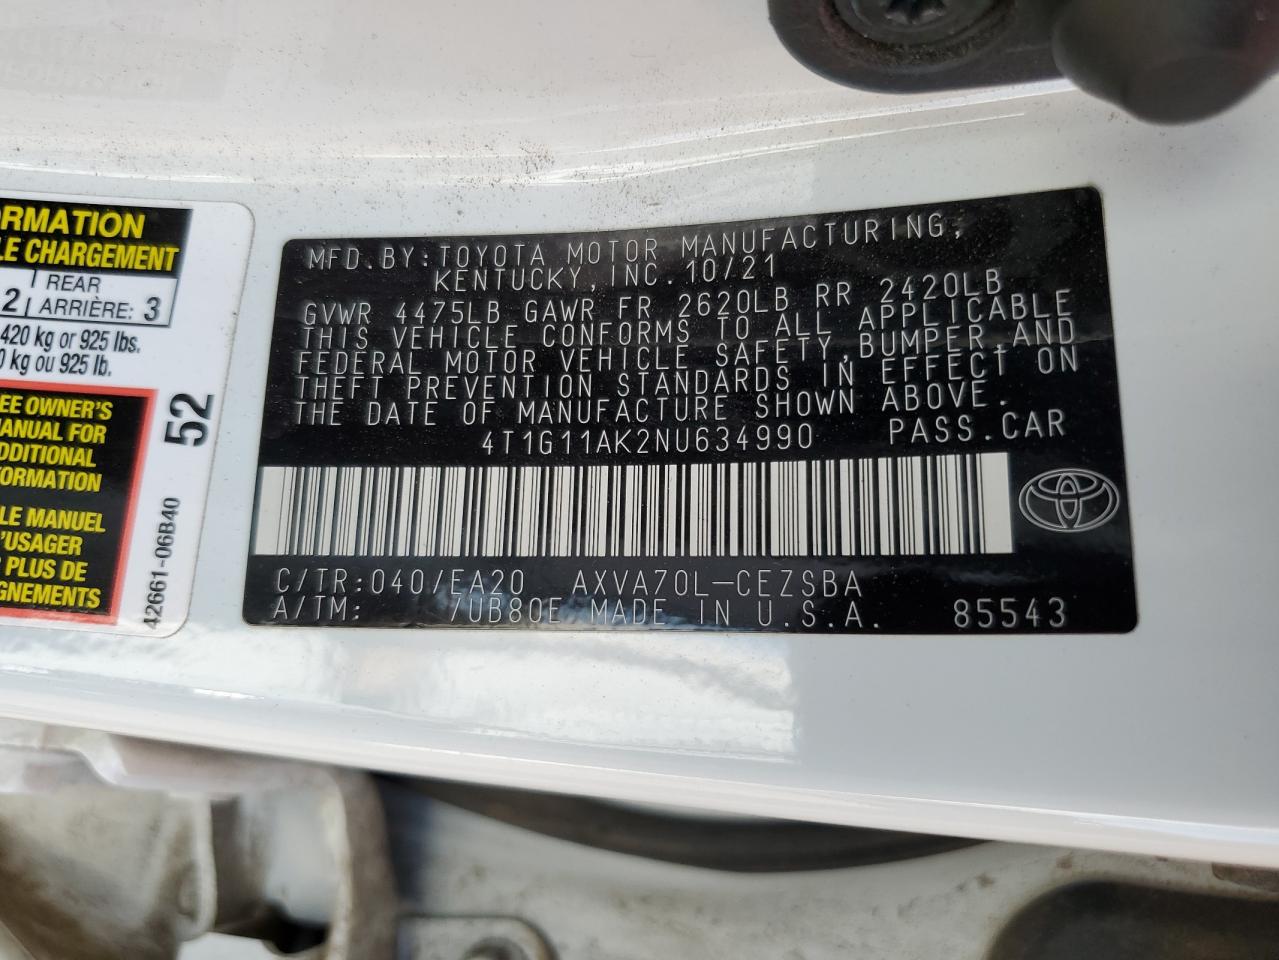 ORMATION
LE CHARGEMENT
REAR
2 ARRIÈRE: 3
420 kg or 925 lbs.
0 kg ou 925 lb.
EE OWNER'S
MANUAL FOR
DDITIONAL
FORMATION
LE MANUEL
'USAGER
PLUS DE
GNEMENTS
52
42661-06B40
MFD.BY: TOYOTA MOTOR MANUFACTURING,
KENTUCKY, INC. 10/21
GVWR 4475LB GAWR FR 2620LB RR 2420LB
THIS VEHICLE CONFORMS TO ALL APPLICABLE
FEDERAL MOTOR VEHICLE SAFETY, BUMPER, AND
THEFT PREVENTION STANDARDS IN EFFECT ON
THE DATE OF MANUFACTURE SHOWN ABOVE.
4T1G11AK2NU634990 PASS.CAR
C/TR: 040/EA20 AXVA70L-CEZSBA
A/TM: /UB80E MADE IN U.S.A. 85543